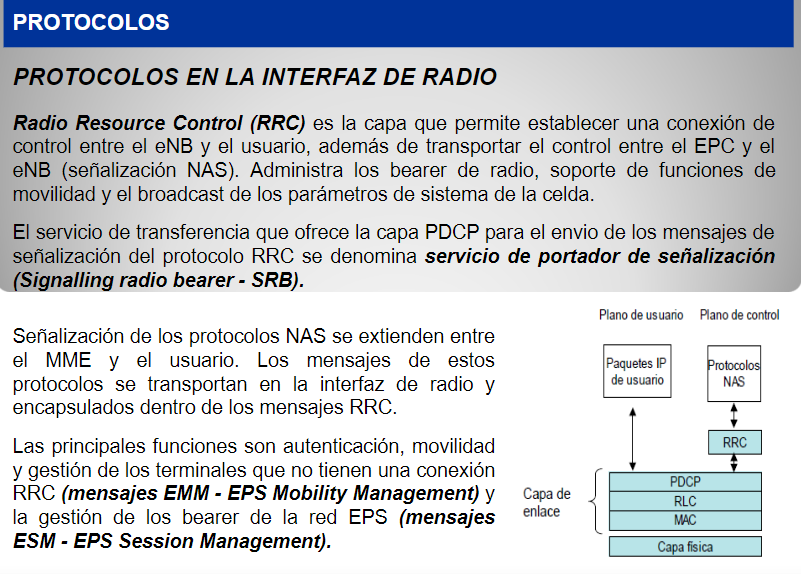 PROTOCOLOS
PROTOCOLOS EN LA INTERFAZ DE RADIO
Radio Resource Control (RRC) es la capa que permite establecer una conexión de
control entre el eNB y el usuario, además de transportar el control entre el EPC y el
eNB (señalización NAS). Administra los bearer de radio, soporte de funciones de
movilidad y el broadcast de los parámetros de sistema de la celda.
El servicio de transferencia que ofrece la capa PDCP para el envio de los mensajes de
señalización del protocolo RRC se denomina servicio de portador de señalización
(Signalling radio bearer - SRB).
Señalización de los protocolos NAS se extienden entre
el MME y el usuario. Los mensajes de estos
protocolos se transportan en la interfaz de radio y
encapsulados dentro de los mensajes RRC.
Las principales funciones son autenticación, movilidad
y gestión de los terminales que no tienen una conexión
RRC (mensajes EMM - EPS Mobility Management) y
la gestión de los bearer de la red EPS (mensajes
ESM - EPS Session Management).
Plano de usuario
Plano de control
Paquetes IP
de usuario
Protocolos
NAS
RRC
Capa de
enlace
PDCP
RLC
MAC
Capa física